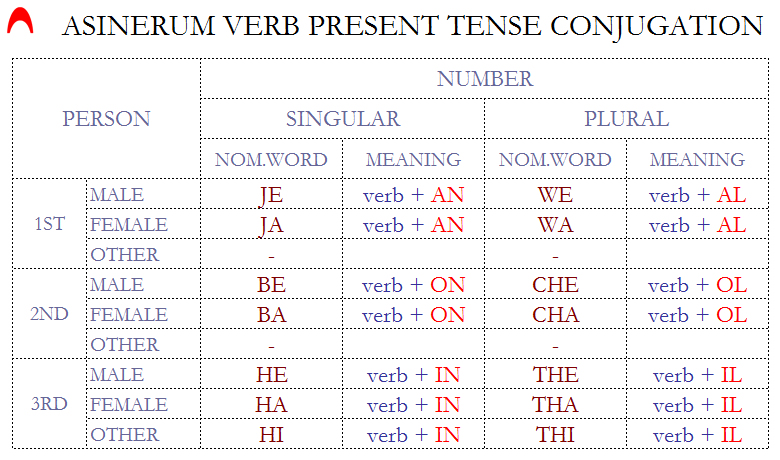 ASINERUM VERB PRESENT TENSE CONJUGATION
PERSON NUMBER
SINGULAR PLURAL
NOM.WORD MEANING NOM.WORD MEANING
1ST MALE JE verb + AN WE verb + AL
FEMALE JA verb + AN WA verb + AL
OTHER - -
2ND MALE BE verb + ON CHE verb + OL
FEMALE BA verb + ON CHA verb + OL
OTHER - -
3RD MALE HE verb + IN THE verb + IL
FEMALE HA verb + IN THA verb + IL
OTHER HI verb + IN THI verb + IL